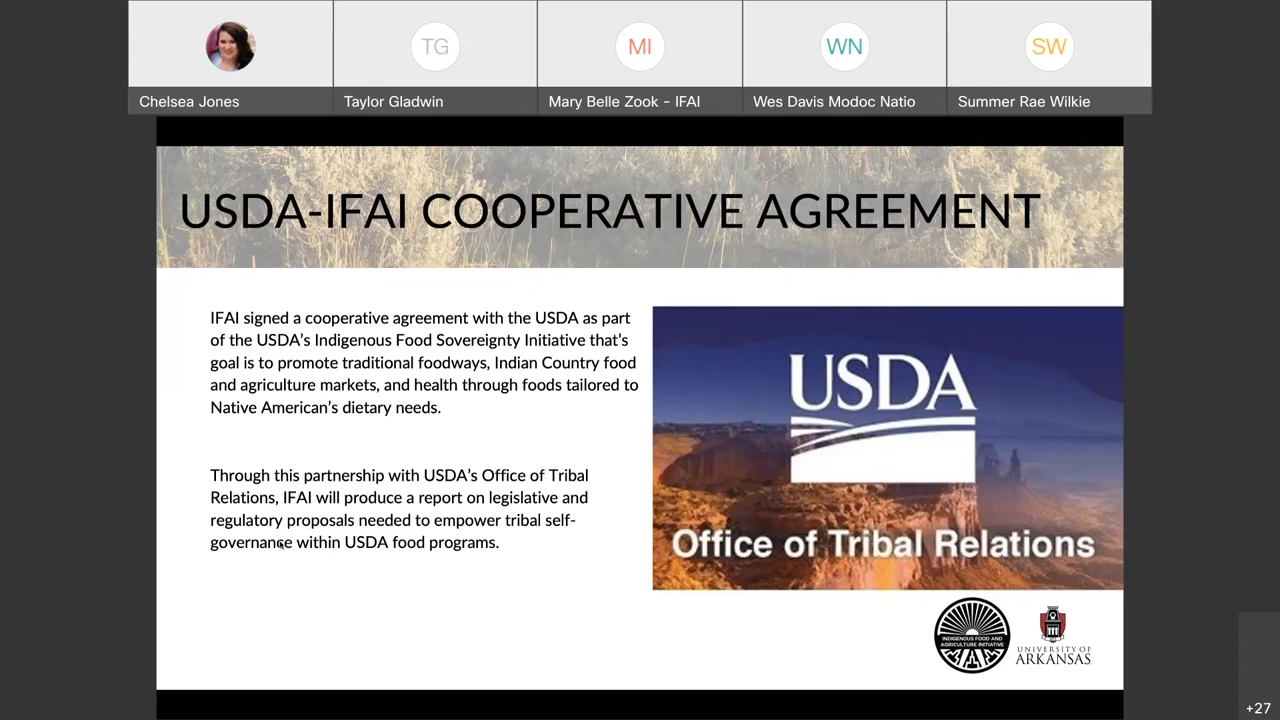 TG
MI
WN
SW
Chelsea Jones
Taylor Gladwin
Mary Belle Zook - IFAI
Wes Davis Modoc Natio
Summer Rae Wilkie
USDA-IFAI COOPERATIVE AGREEMENT
IFAI signed a cooperative agreement with the USDA as part
of the USDA's Indigenous Food Sovereignty Initiative that's
goal is to promote traditional foodways, Indian Country food
and agriculture markets, and health through foods tailored to
Native American's dietary needs.
Through this partnership with USDA's Office of Tribal
Relations, IFAI will produce a report on legislative and
regulatory proposals needed to empower tribal self-
governance within USDA food programs.
USDA
Office of Tribal Relations
INDIGENOUS FOOD AND
AGRICULTURE INITIATIVE
UNIVERSITY OF
ARKANSAS
+27